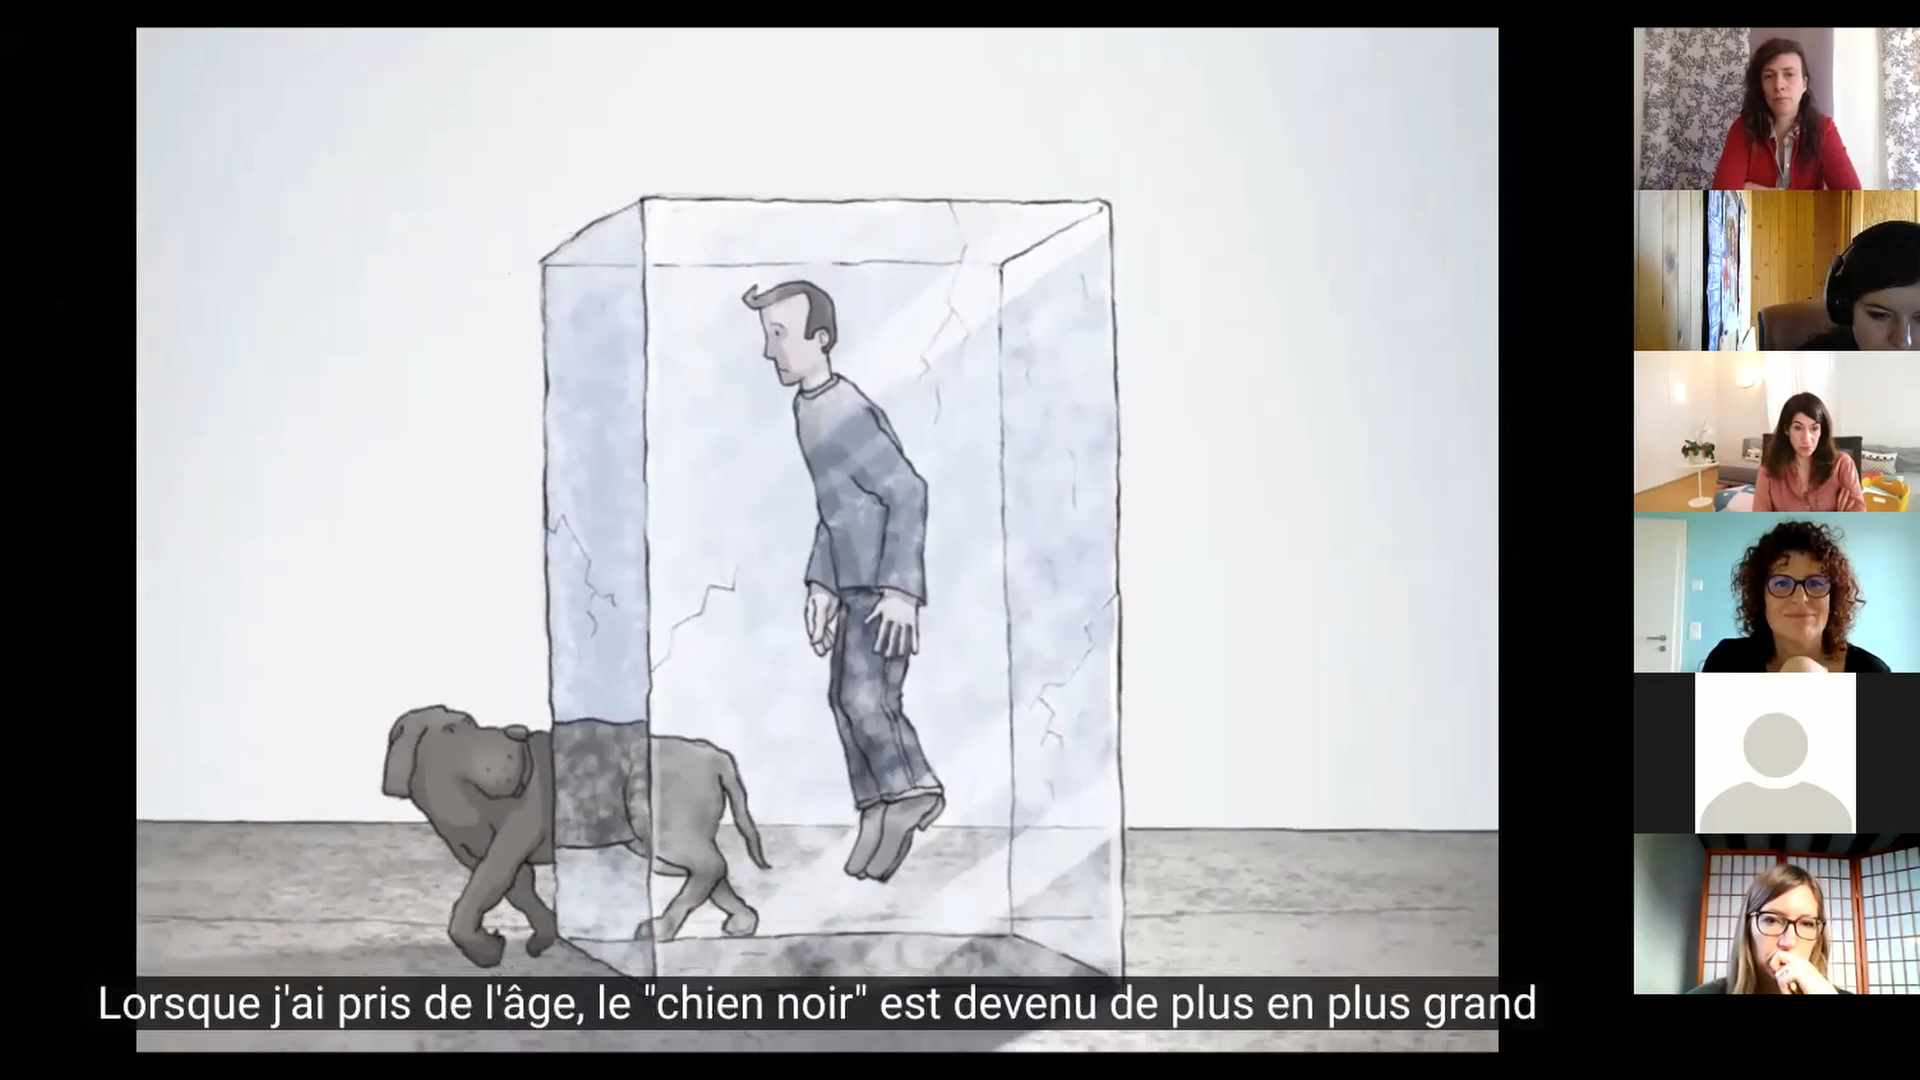 Lorsque j'ai pris de l'âge, le "chien noir" est devenu de plus en plus grand